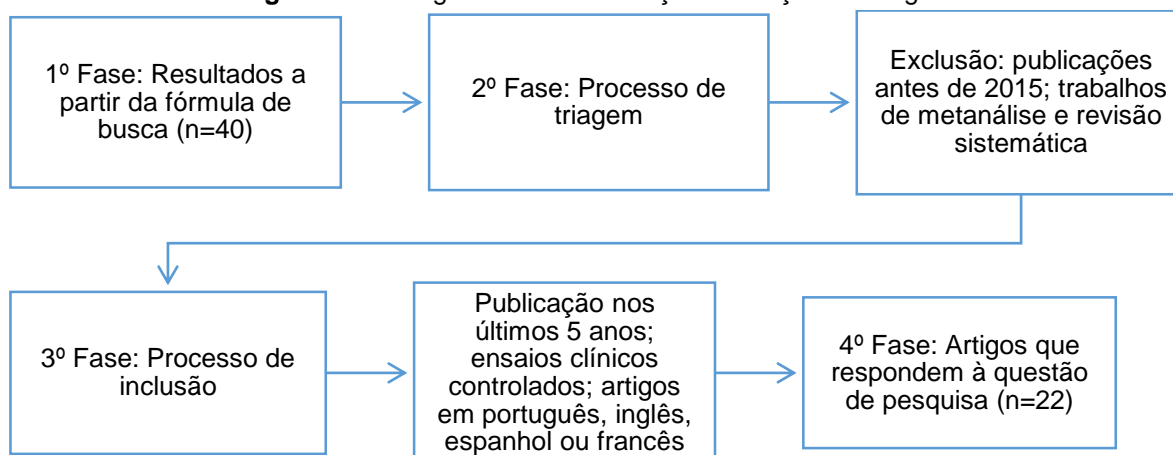 1º Fase: Resultados a
partir da fórmula de
busca (n=40)
2º Fase: Processo de
triagem
Exclusão: publicações
antes de 2015; trabalhos
de metanálise e revisão
sistemática
3º Fase: Processo de
inclusão
Publicação nos
últimos 5 anos;
ensaios clínicos
controlados; artigos
em português, inglês,
espanhol ou francês
4º Fase: Artigos que
respondem à questão
de pesquisa (n=22)